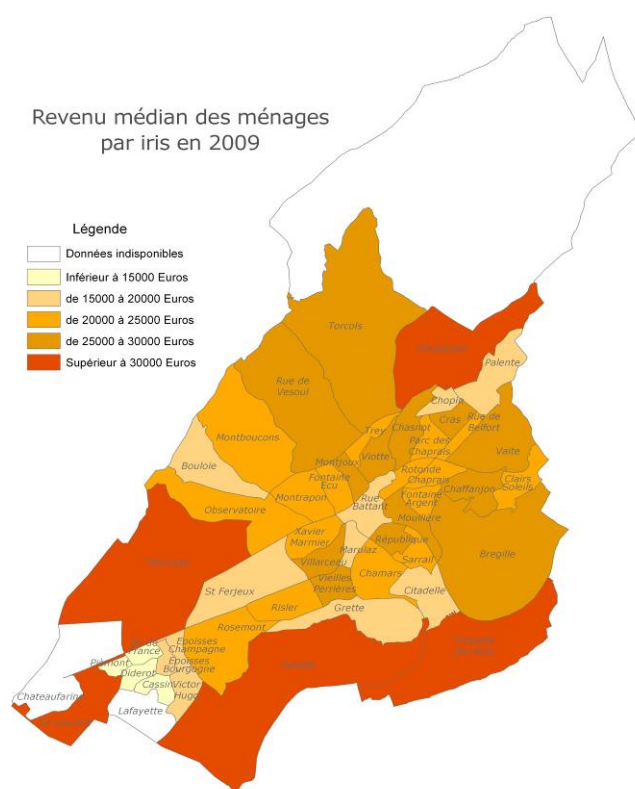 Revenu médian des ménages
par iris en 2009
Légende
Données indisponibles
Inférieur à 15000 Euros
de 15000 à 20000 Euros
de 20000 à 25000 Euros
de 25000 à 30000 Euros
Supérieur à 30000 Euros
Torcols
Palente
Rue de
Vesoul
Chopin
Cras
Rue de
Belfort
Trey
Chasnot
Parc des
Chaprais
Vaite
Montboucons
Viotte
Montjoux
Bouloie
Fontaine
Ecu
Rotonde
Chaprais
Clairs
Soleils
Chaffanjon
Montrapon
Rue
Battant
Fontaine
Argent
Mouillère
Observatoire
Xavier
Marmier
République
Bregille
Marulaz
Villarceau
Sarrail
Vieilles
Perrières
Chamars
St Ferjeux
Citadelle
Risler
Grette
Rosemont
France
Epoisses
Champagne
Piémont
Epoisses
Bourgogne
Diderot
Cassin
Victor
Hugo
Chateaufarine
Lafayette